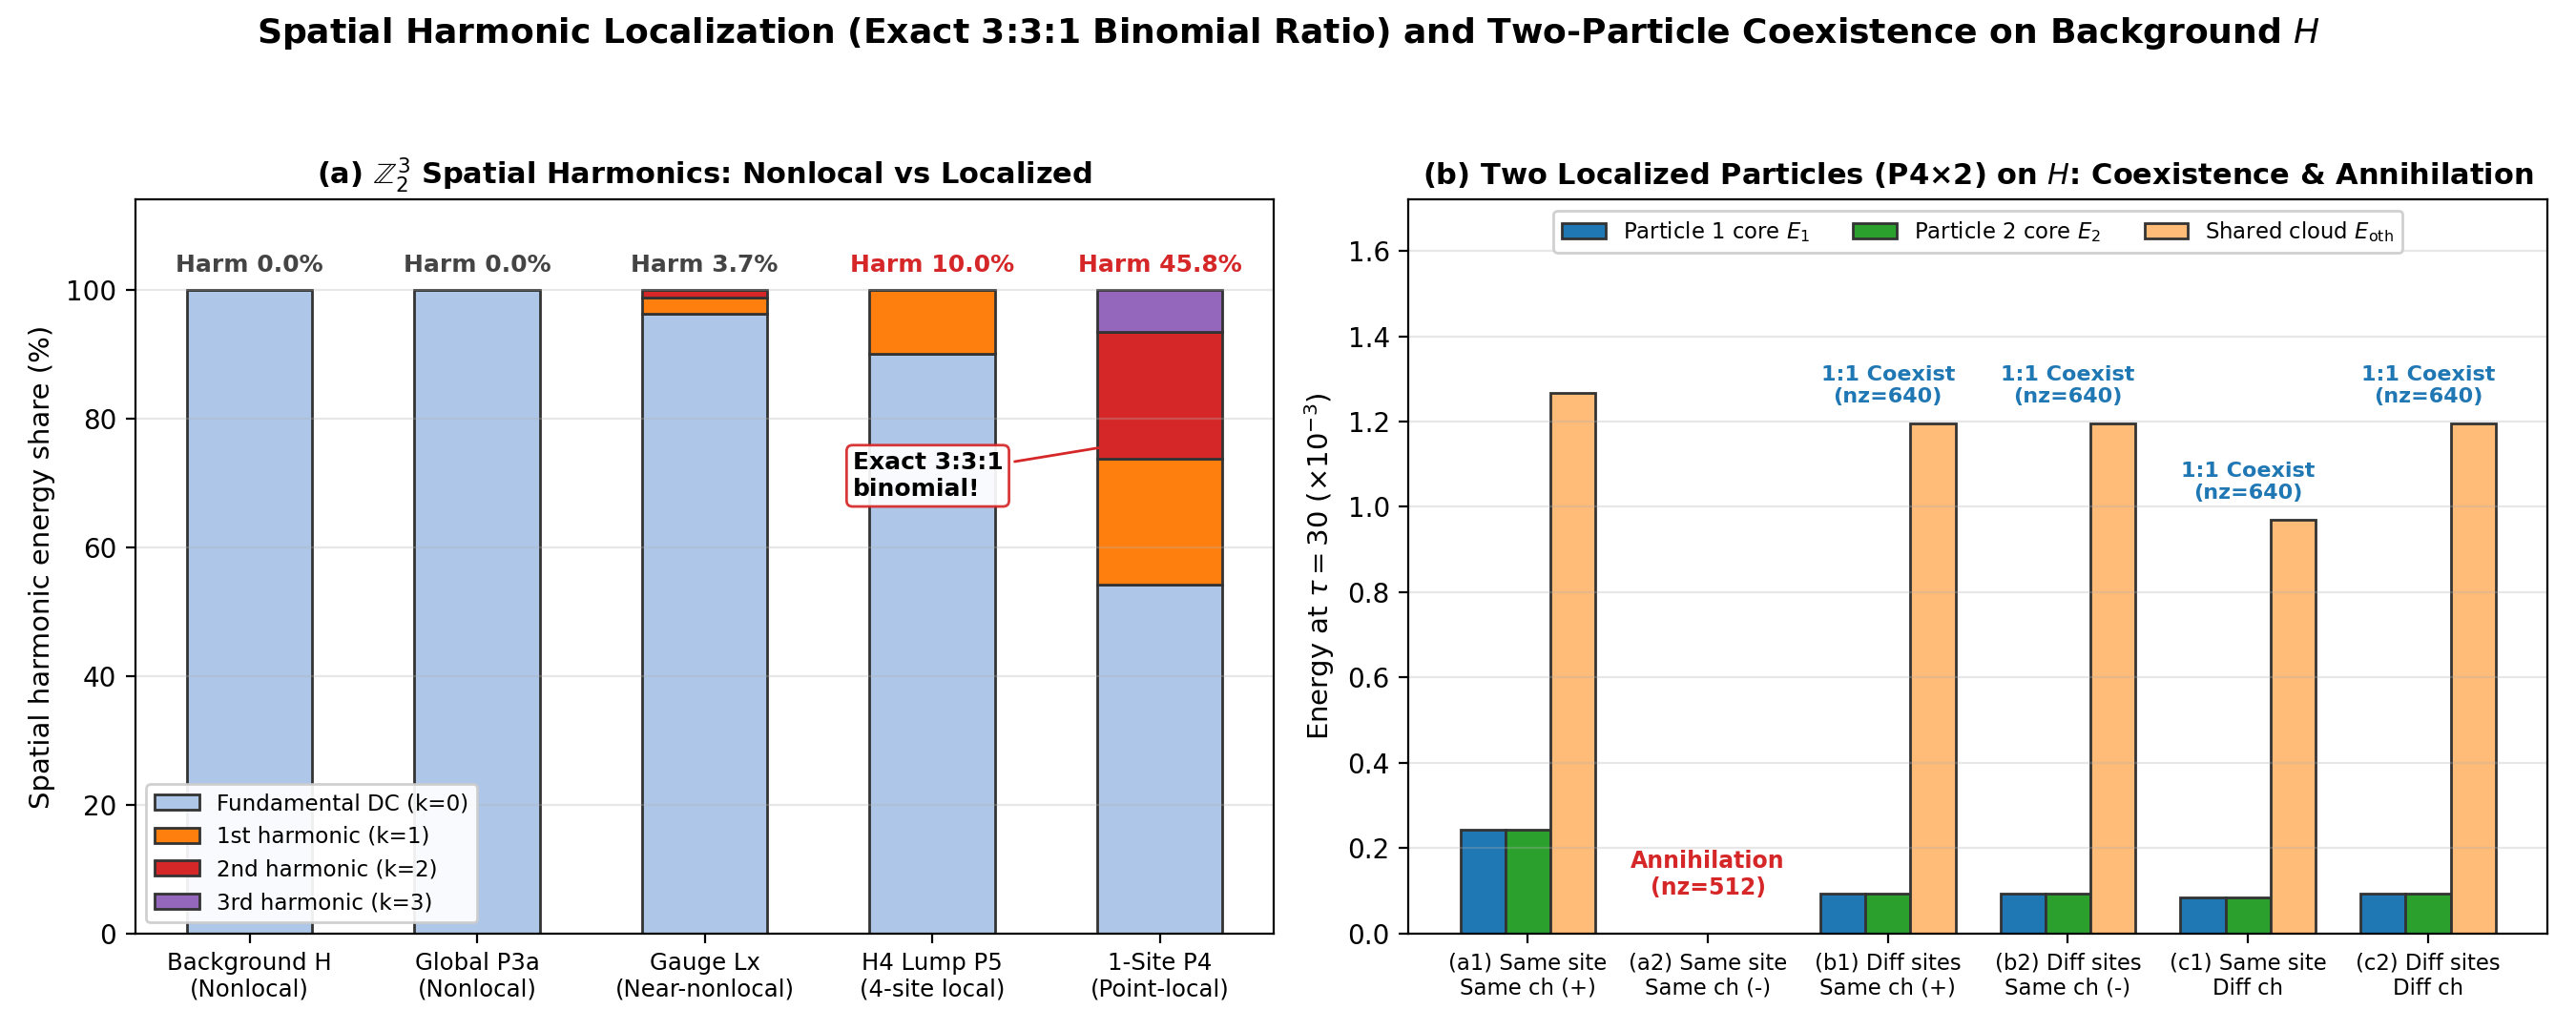 Spatial Harmonic Localization (Exact 3:3:1 Binomial Ratio) and Two-Particle Coexistence on Background H
(a) ℤ₂³ Spatial Harmonics: Nonlocal vs Localized
Spatial harmonic energy share (%)
100
80
60
40
20
0
Harm 0.0%
Harm 0.0%
Harm 3.7%
Harm 10.0%
Harm 45.8%
Exact 3:3:1
binomial!
Fundamental DC (k=0)
1st harmonic (k=1)
2nd harmonic (k=2)
3rd harmonic (k=3)
Background H
(Nonlocal)
Global P3a
(Nonlocal)
Gauge Lx
(Near-nonlocal)
H4 Lump P5
(4-site local)
1-Site P4
(Point-local)
(b) Two Localized Particles (P4×2) on H: Coexistence & Annihilation
Energy at τ = 30 (×10⁻³)
1.6
1.4
1.2
1.0
0.8
0.6
0.4
0.2
0.0
Particle 1 core E₁
Particle 2 core E₂
Shared cloud E_oth
Annihilation
(nz=512)
1:1 Coexist
(nz=640)
1:1 Coexist
(nz=640)
1:1 Coexist
(nz=640)
1:1 Coexist
(nz=640)
(a1) Same site
Same ch (+)
(a2) Same site
Same ch (-)
(b1) Diff sites
Same ch (+)
(b2) Diff sites
Same ch (-)
(c1) Same site
Diff ch
(c2) Diff sites
Diff ch